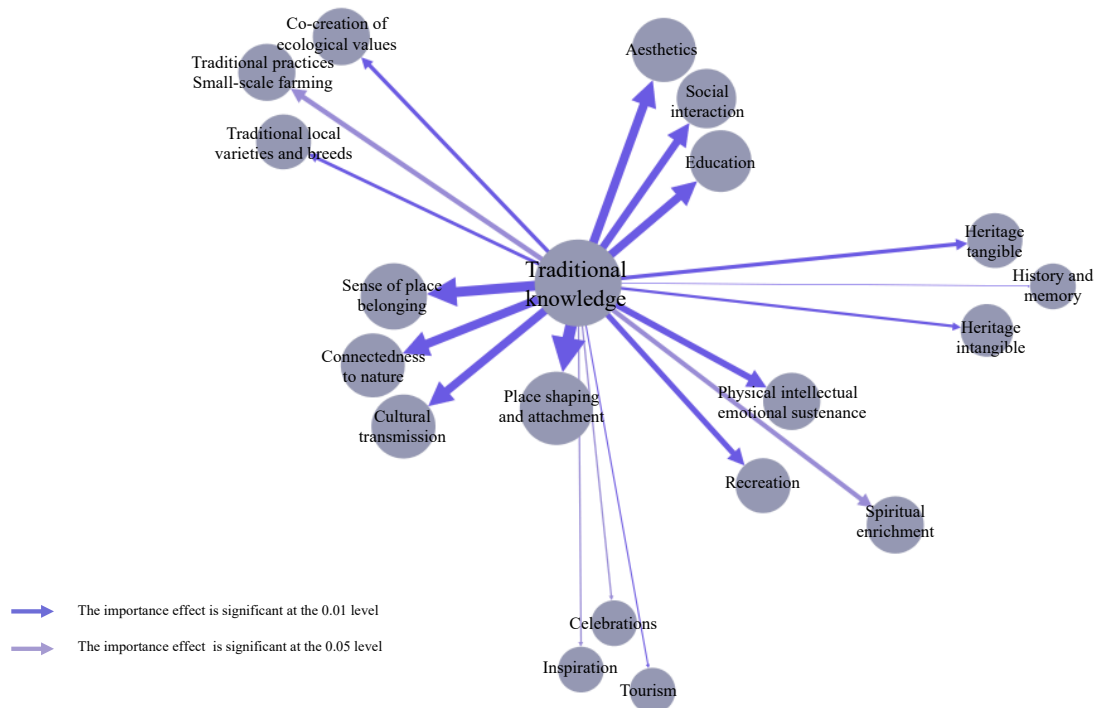 Co-creation of
ecological values
Traditional practices
Small-scale farming
Traditional local
varieties and breeds
Aesthetics
Social
interaction
Education
Heritage
tangible
History and
memory
Heritage
intangible
Traditional
knowledge
Sense of place
belonging
Connectedness
to nature
Cultural
transmission
Place shaping
and attachment
Physical intellectual
emotional sustenance
Recreation
Spiritual
enrichment
Celebrations
Inspiration
Tourism
The importance effect is significant at the 0.01 level
The importance effect is significant at the 0.05 level